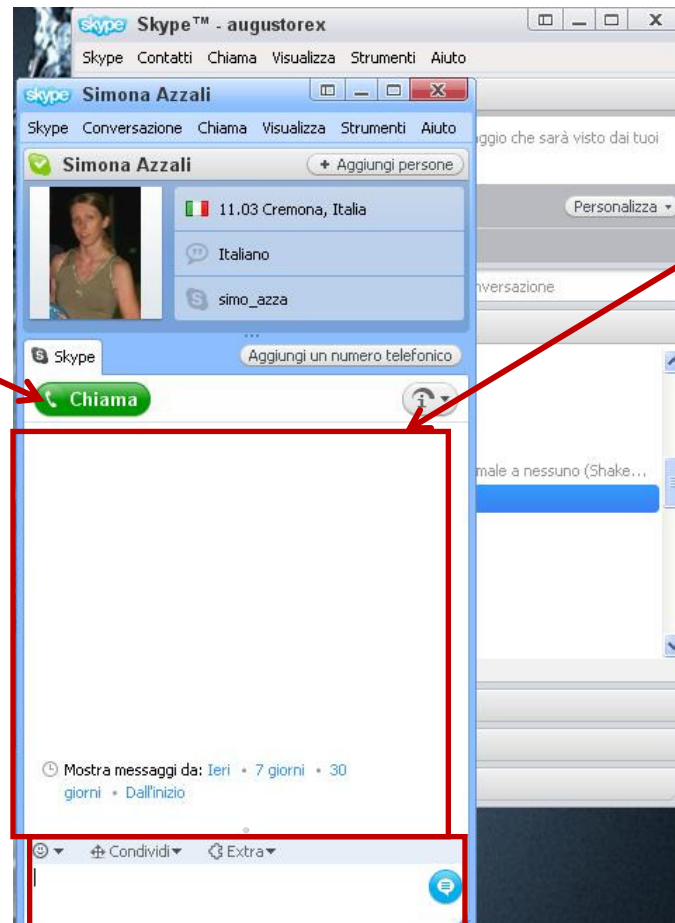 skype Skype™ - augustorex
Skype Contatti Chiama Visualizza Strumenti Aiuto
skype Simona Azzali
Skype Conversazione Chiama Visualizza Strumenti Aiuto
ggio che sarà visto dai tuoi
Simona Azzali + Aggiungi persone
11.03 Cremona, Italia
Personalizza
Italiano
nversazione
simo_azza
Skype Aggiungi un numero telefonico
Chiama
male a nessuno (Shake...
Mostra messaggi da: Ieri • 7 giorni • 30
giorni • Dall'inizio
Condividi Extra